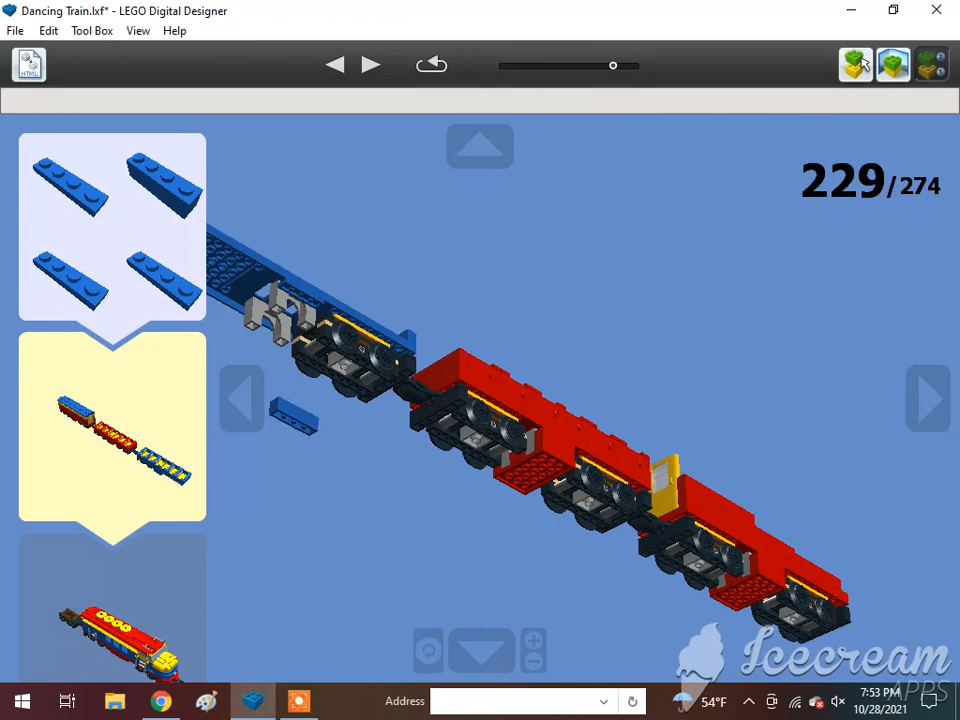 Dancing Train.lxf* - LEGO Digital Designer
File Edit Tool Box View Help
HTML
229/274
Icecream
APPS
Address
54°F
7:53 PM
10/28/2021